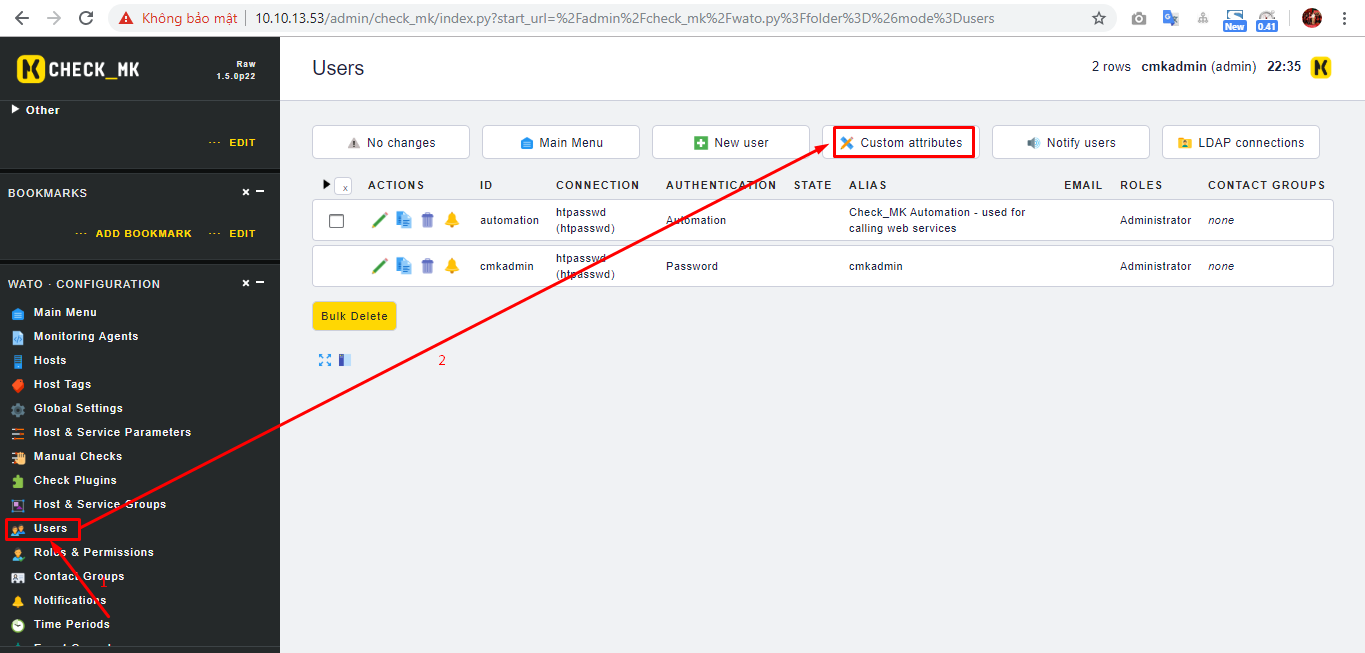 Không bảo mật
10.10.13.53/admin/check_mk/index.py?start_url=%2Fadmin%2Fcheck_mk%2Fwato.py%3Ffolder%3D%26mode%3Dusers
New
0.41
CHECK_MK
Raw
1.5.0p22
Users
2 rows cmkadmin (admin) 22:35
Other
EDIT
BOOKMARKS
ADD BOOKMARK
EDIT
WATO · CONFIGURATION
Main Menu
Monitoring Agents
Hosts
Host Tags
Global Settings
Host & Service Parameters
Manual Checks
Check Plugins
Host & Service Groups
Users
Roles & Permissions
Contact Groups
1
Notifications
Time Periods
No changes
Main Menu
New user
Custom attributes
Notify users
LDAP connections
x ACTIONS ID CONNECTION AUTHENTICATION STATE ALIAS EMAIL ROLES CONTACT GROUPS
automation htpasswd (htpasswd) Automation Check_MK Automation - used for calling web services Administrator none
cmkadmin htpasswd (htpasswd) Password cmkadmin Administrator none
Bulk Delete
2